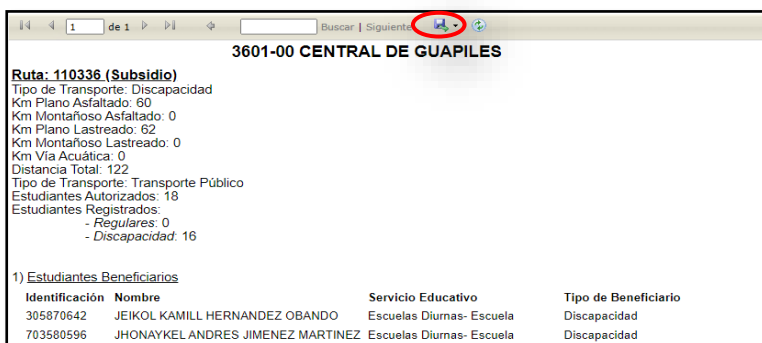 1 de 1 Buscar | Siguiente
3601-00 CENTRAL DE GUAPILES
Ruta: 110336 (Subsidio)
Tipo de Transporte: Discapacidad
Km Plano Asfaltado: 60
Km Montañoso Asfaltado: 0
Km Plano Lastreado: 62
Km Montañoso Lastreado: 0
Km Vía Acuática: 0
Distancia Total: 122
Tipo de Transporte: Transporte Público
Estudiantes Autorizados: 18
Estudiantes Registrados:
- Regulares: 0
- Discapacidad: 16
1) Estudiantes Beneficiarios
Identificación Nombre Servicio Educativo Tipo de Beneficiario
305870642 JEIKOL KAMILL HERNANDEZ OBANDO Escuelas Diurnas- Escuela Discapacidad
703580596 JHONAYKEL ANDRES JIMENEZ MARTINEZ Escuelas Diurnas- Escuela Discapacidad